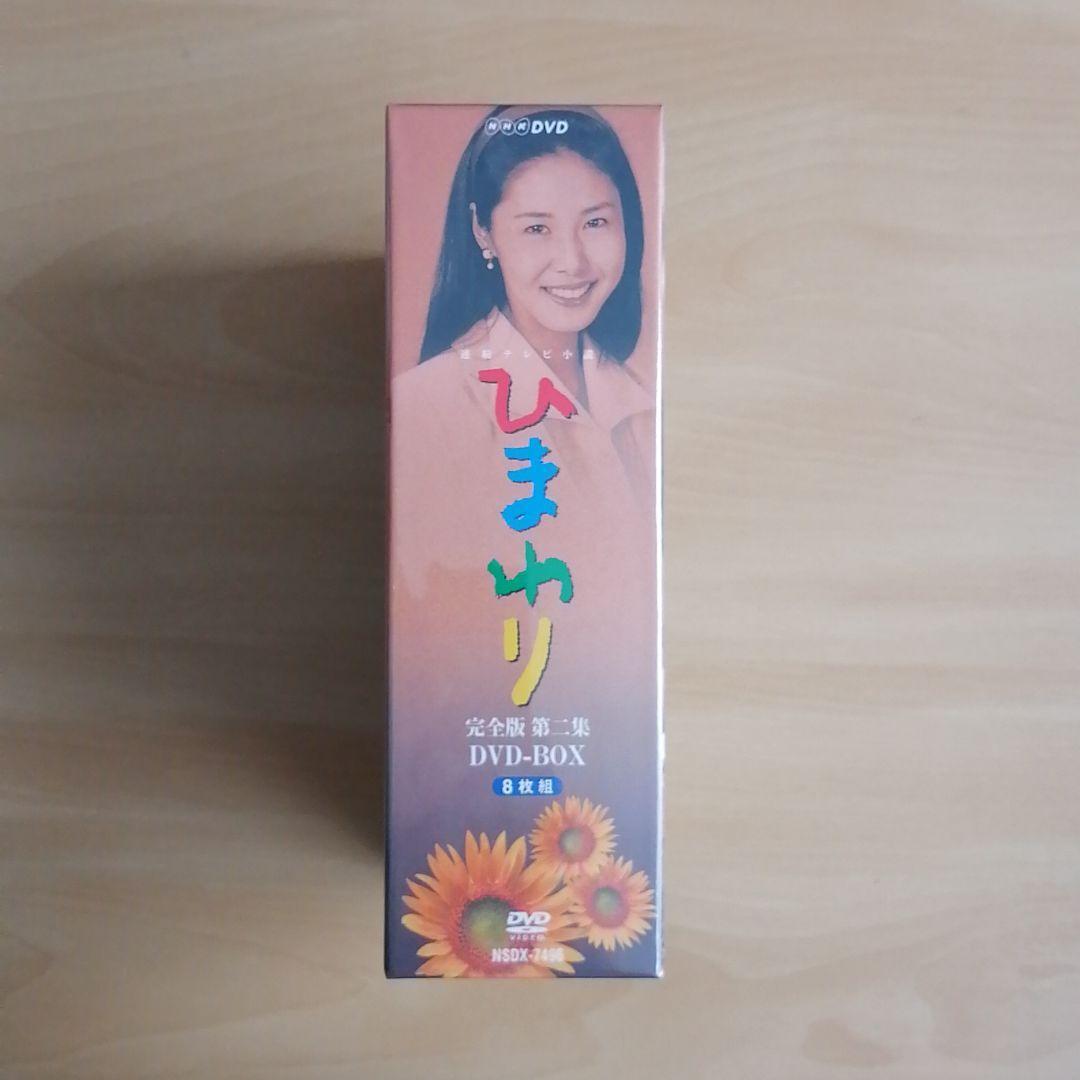 NHK DVD
連続テレビ小説
ひまわり
完全版 第二集
DVD-BOX
8枚組
DVD
VIDEO
NSDX-7496